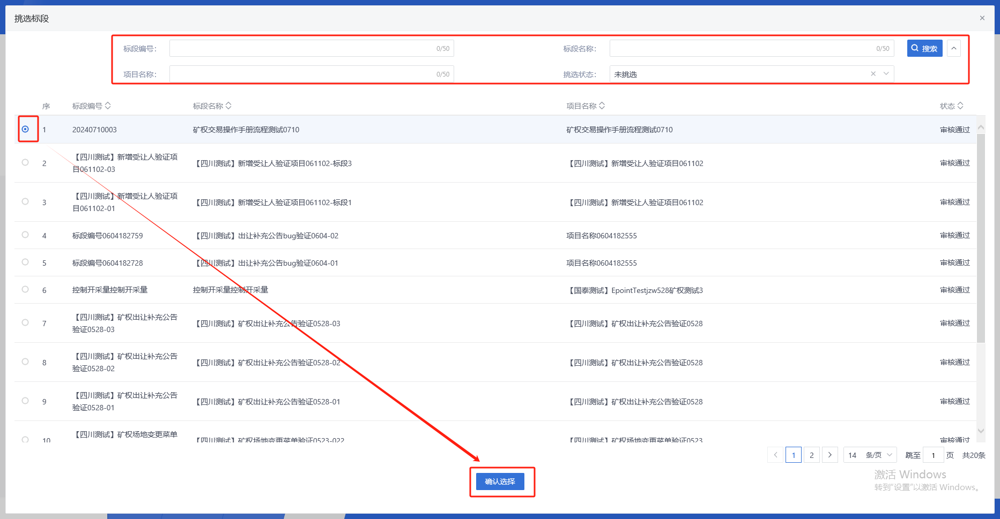 挑选标段
标段编号： 0/50 标段名称： 0/50 搜索
项目名称： 0/50 挑选状态： 未挑选
序 标段编号 标段名称 项目名称 状态
1 20240710003 矿权交易操作手册流程测试0710 矿权交易操作手册流程测试0710 审核通过
2 【四川测试】新增受让人验证项 【四川测试】新增受让人验证项目061102-标段3 【四川测试】新增受让人验证项目061102 审核通过
目061102-03
3 【四川测试】新增受让人验证项 【四川测试】新增受让人验证项目061102-标段1 【四川测试】新增受让人验证项目061102 审核通过
目061102-01
4 标段编号0604182759 【四川测试】出让补充公告bug验证0604-02 项目名称0604182555 审核通过
5 标段编号0604182728 【四川测试】出让补充公告bug验证0604-01 项目名称0604182555 审核通过
6 控制开采量控制开采量 控制开采量控制开采量 【国泰测试】EpointTestjzw528矿权测试3 审核通过
7 【四川测试】矿权出让补充公告 【四川测试】矿权出让补充公告验证0528-03 【四川测试】矿权出让补充公告验证0528 审核通过
验证0528-03
8 【四川测试】矿权出让补充公告 【四川测试】矿权出让补充公告验证0528-02 【四川测试】矿权出让补充公告验证0528 审核通过
验证0528-02
9 【四川测试】矿权出让补充公告 【四川测试】矿权出让补充公告验证0528-01 【四川测试】矿权出让补充公告验证0528 审核通过
验证0528-01
10 【四川测试】矿权场地变更菜单 【四川测试】矿权场地变更菜单验证0523-022 【四川测试】矿权场地变更菜单验证0523 审核通过
1 2 14 条/页 跳至 1 页 共20条
确认选择
激活 Windows
转到"设置"以激活 Windows。